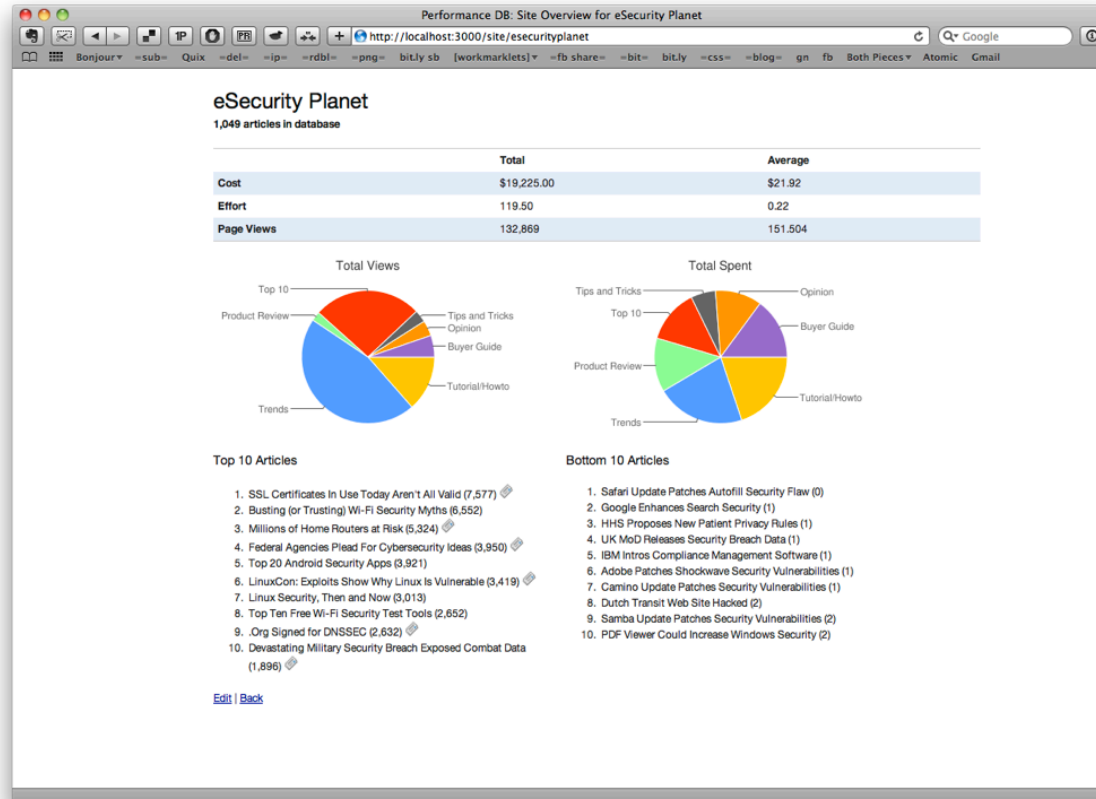 Performance DB: Site Overview for eSecurity Planet
1P PR + http://localhost:3000/site/esecurityplanet Google
Bonjour =sub= Quix =del= =ip= =rdbl= =png= bit.ly sb [workmarklets] =fb share= =bit= bit.ly =css= =blog= gn fb Both Pieces Atomic Gmail
eSecurity Planet
1,049 articles in database
Total Average
Cost $19,225.00 $21.92
Effort 119.50 0.22
Page Views 132,869 151.504
Total Views
Top 10
Product Review
Trends
Tips and Tricks
Opinion
Buyer Guide
Tutorial/Howto
Total Spent
Tips and Tricks
Top 10
Product Review
Trends
Opinion
Buyer Guide
Tutorial/Howto
Top 10 Articles
1. SSL Certificates In Use Today Aren't All Valid (7,577)
2. Busting (or Trusting) Wi-Fi Security Myths (6,552)
3. Millions of Home Routers at Risk (5,324)
4. Federal Agencies Plead For Cybersecurity Ideas (3,950)
5. Top 20 Android Security Apps (3,921)
6. LinuxCon: Exploits Show Why Linux Is Vulnerable (3,419)
7. Linux Security, Then and Now (3,013)
8. Top Ten Free Wi-Fi Security Test Tools (2,652)
9. .Org Signed for DNSSEC (2,632)
10. Devastating Military Security Breach Exposed Combat Data
(1,896)
Bottom 10 Articles
1. Safari Update Patches Autofill Security Flaw (0)
2. Google Enhances Search Security (1)
3. HHS Proposes New Patient Privacy Rules (1)
4. UK MoD Releases Security Breach Data (1)
5. IBM Intros Compliance Management Software (1)
6. Adobe Patches Shockwave Security Vulnerabilities (1)
7. Camino Update Patches Security Vulnerabilities (1)
8. Dutch Transit Web Site Hacked (2)
9. Samba Update Patches Security Vulnerabilities (2)
10. PDF Viewer Could Increase Windows Security (2)
Edit | Back